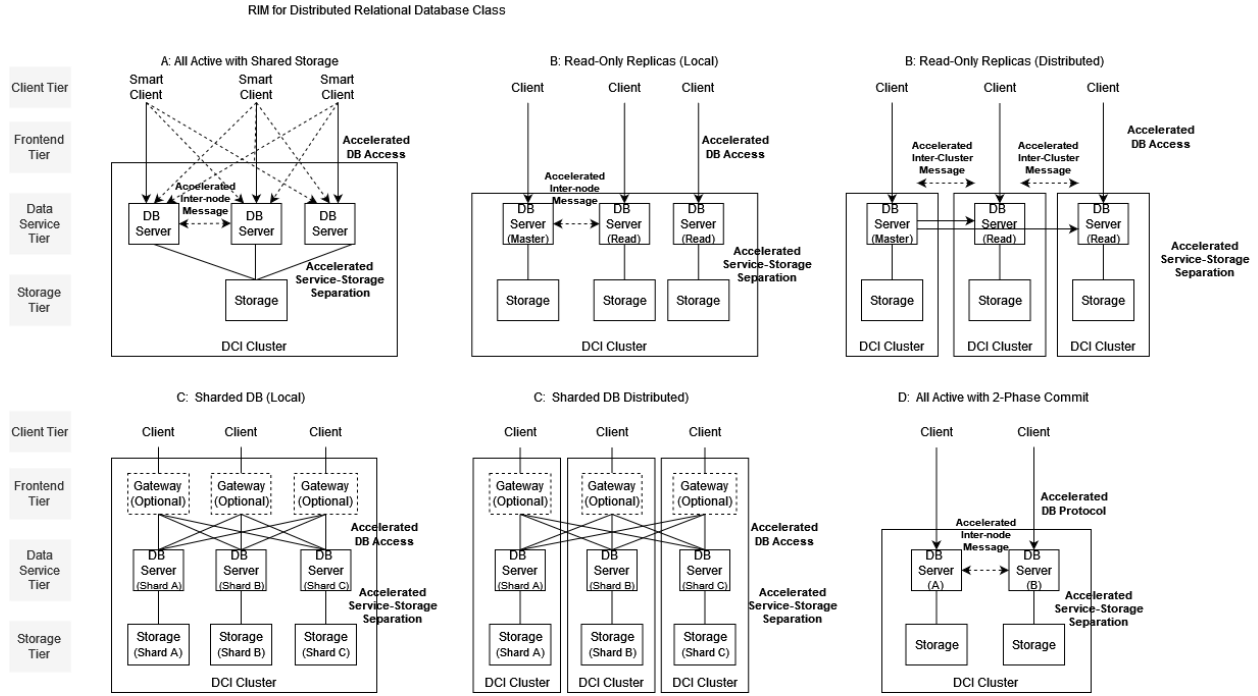 RIM for Distributed Relational Database Class
A: All Active with Shared Storage
B: Read-Only Replicas (Local)
B: Read-Only Replicas (Distributed)
Client Tier
Frontend
Tier
Data
Service
Tier
Storage
Tier
Smart
Client
Smart
Client
Smart
Client
Accelerated
DB Access
Accelerated
Inter-node
Message
DB
Server
DB
Server
DB
Server
Accelerated
Service-Storage
Separation
Storage
DCI Cluster
Client
Client
Client
Accelerated
DB Access
Accelerated
Inter-node
Message
DB
Server
(Master)
DB
Server
(Read)
DB
Server
(Read)
Accelerated
Service-Storage
Separation
Storage
Storage
Storage
DCI Cluster
Client
Client
Client
Accelerated
DB Access
Accelerated
Inter-Cluster
Message
Accelerated
Inter-Cluster
Message
DB
Server
(Master)
DB
Server
(Read)
DB
Server
(Read)
Accelerated
Service-Storage
Separation
Storage
Storage
Storage
DCI Cluster
DCI Cluster
DCI Cluster
C: Sharded DB (Local)
C: Sharded DB Distributed)
D: All Active with 2-Phase Commit
Client Tier
Frontend
Tier
Data
Service
Tier
Storage
Tier
Client
Client
Client
Gateway
(Optional)
Gateway
(Optional)
Gateway
(Optional)
Accelerated
DB Access
DB
Server
(Shard A)
DB
Server
(Shard B)
DB
Server
(Shard C)
Accelerated
Service-Storage
Separation
Storage
(Shard A)
Storage
(Shard B)
Storage
(Shard C)
DCI Cluster
Client
Client
Client
Gateway
(Optional)
Gateway
(Optional)
Gateway
(Optional)
Accelerated
DB Access
DB
Server
(Shard A)
DB
Server
(Shard B)
DB
Server
(Shard C)
Accelerated
Service-Storage
Separation
Storage
(Shard A)
Storage
(Shard B)
Storage
(Shard C)
DCI Cluster
Client
Client
Accelerated
DB Protocol
Accelerated
Inter-node
Message
DB
Server
(A)
DB
Server
(B)
Accelerated
Service-Storage
Separation
Storage
Storage
DCI Cluster